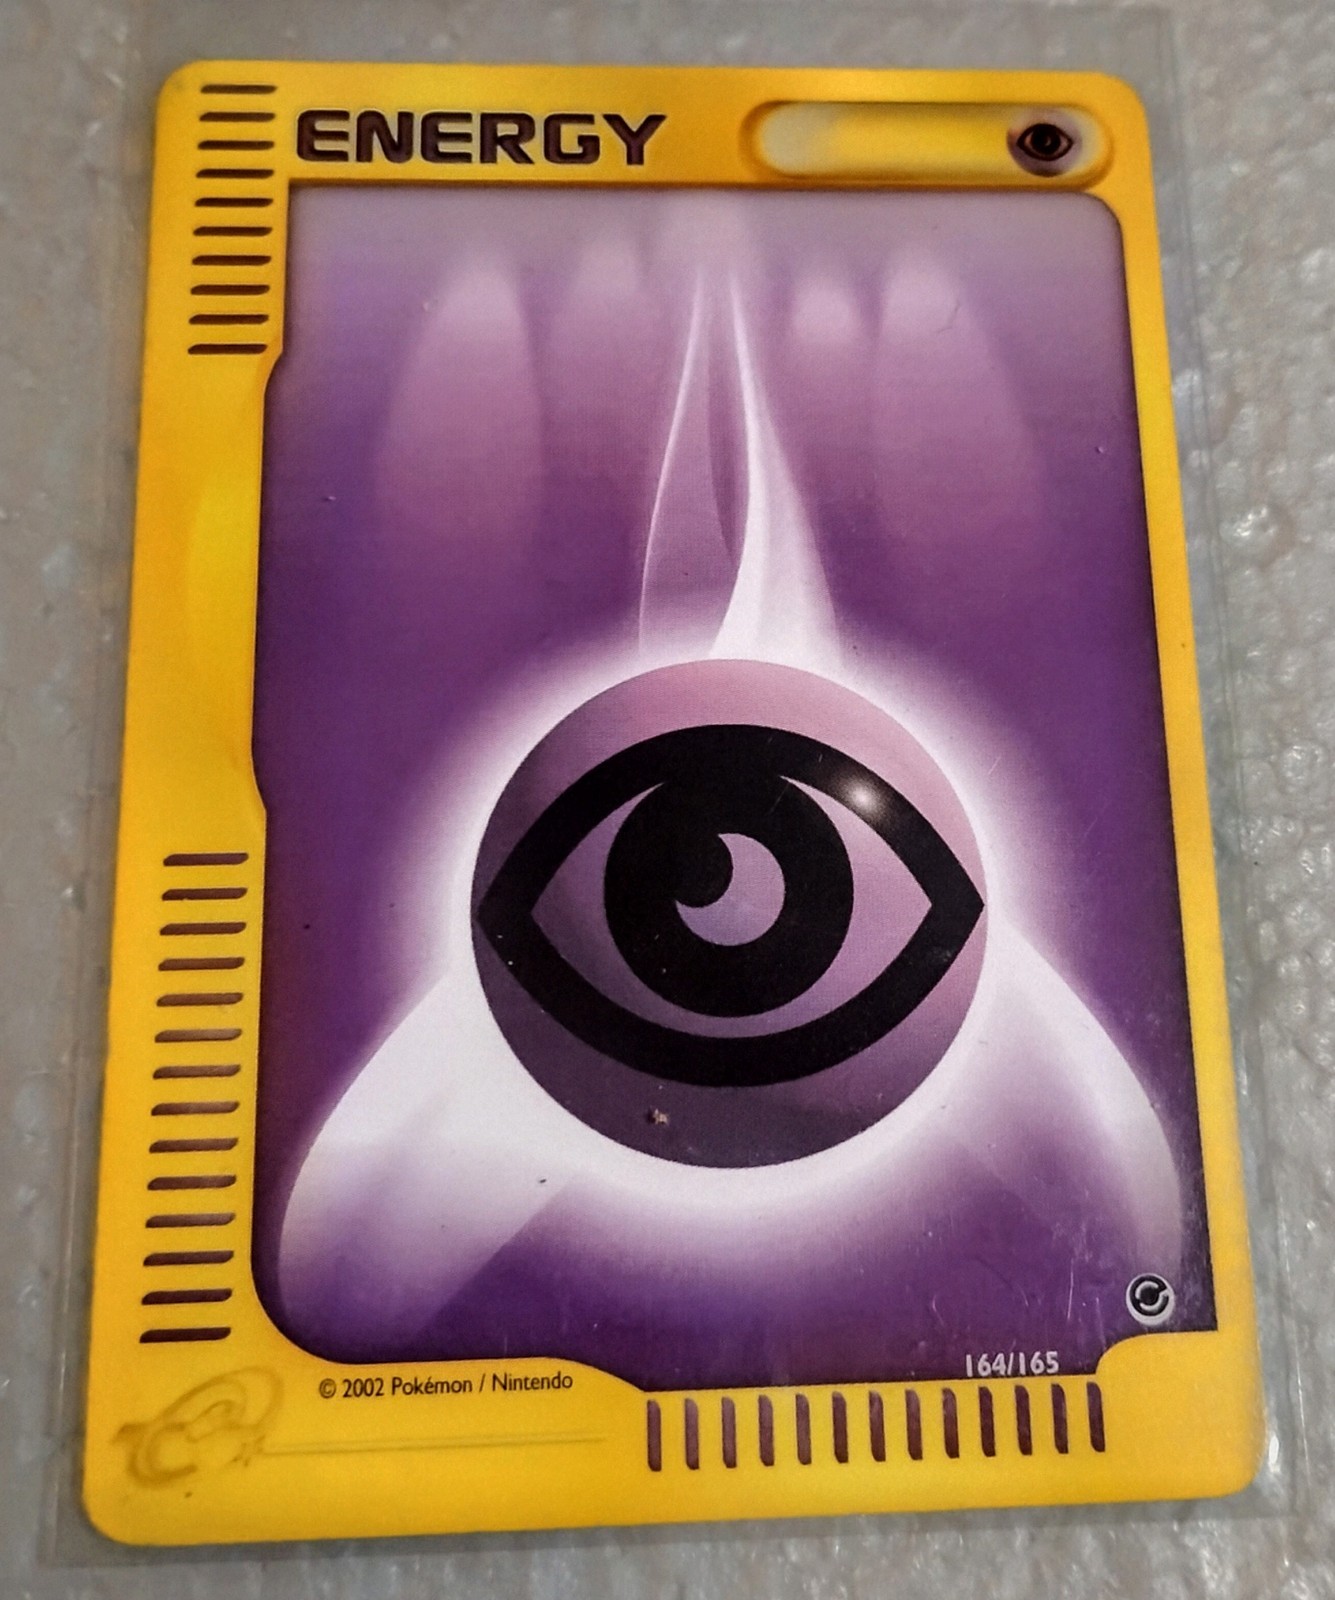 ENERGY
164/165
© 2002 Pokémon / Nintendo